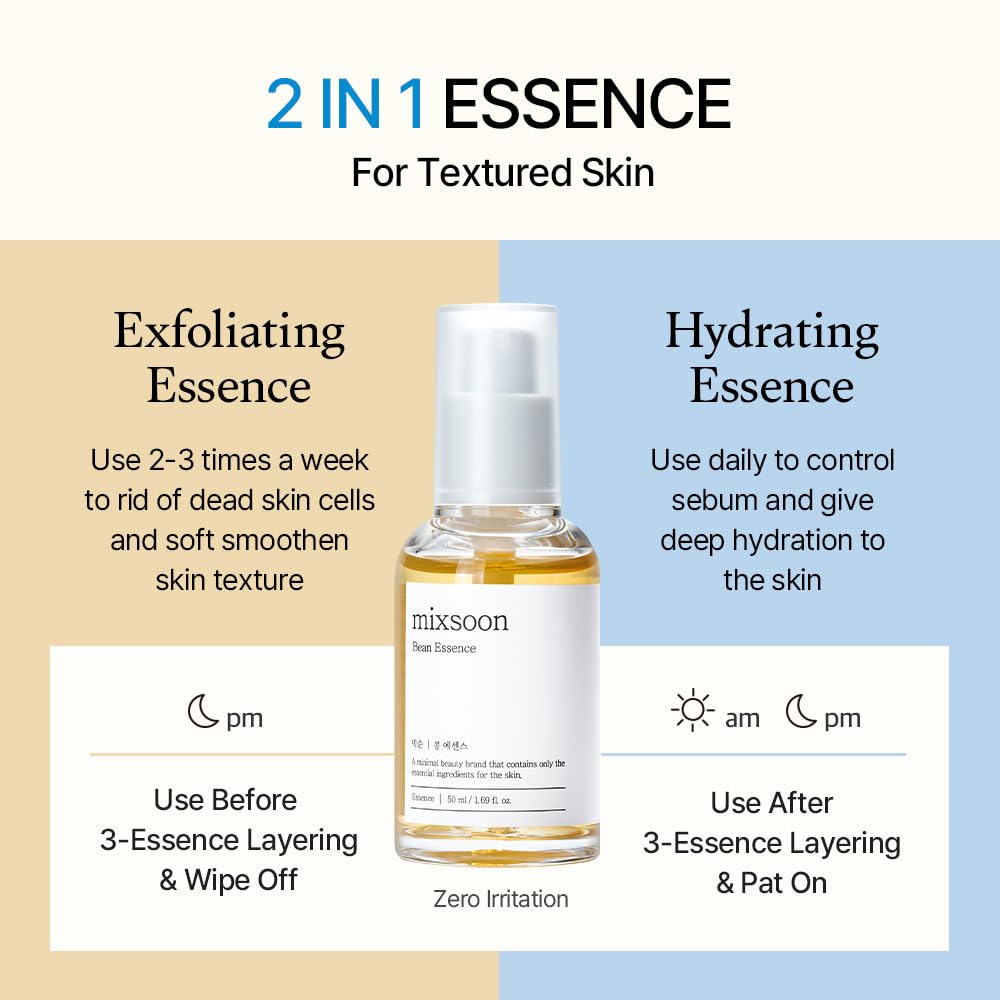 2 IN 1 ESSENCE
For Textured Skin
Exfoliating
Essence
Use 2-3 times a week
to rid of dead skin cells
and soft smoothen
skin texture
pm
Use Before
3-Essence Layering
& Wipe Off
Hydrating
Essence
Use daily to control
sebum and give
deep hydration to
the skin
am pm
Use After
3-Essence Layering
& Pat On
mixsoon
Bean Essence
믹순 | 콩 에센스
A minimal beauty brand that contains only the
essential ingredients for the skin.
Essence | 50 ml / 1.69 fl. oz.
Zero Irritation